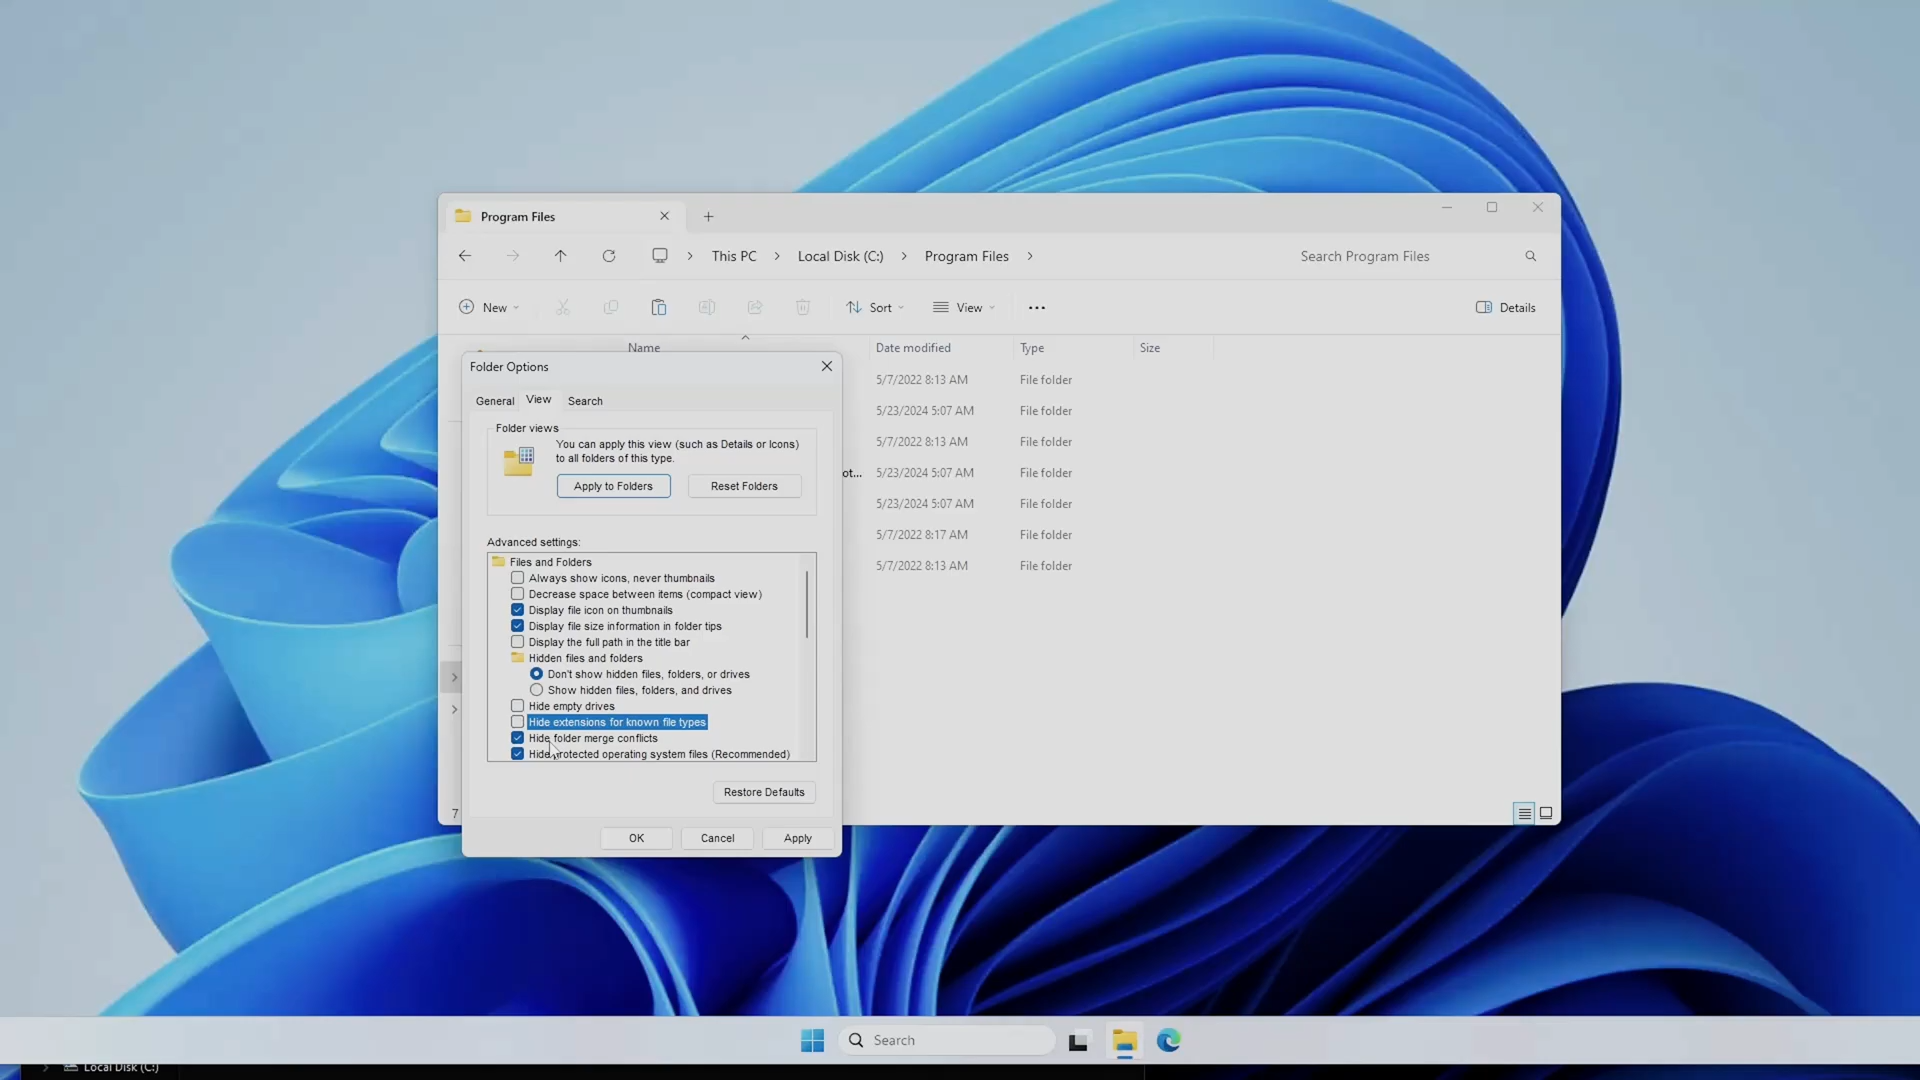 Program Files
This PC
Local Disk (C:)
Program Files
Search Program Files
New
Sort
View
Details
Name
Date modified
Type
Size
5/7/2022 8:13 AM File folder
5/23/2024 5:07 AM File folder
5/7/2022 8:13 AM File folder
ot... 5/23/2024 5:07 AM File folder
5/23/2024 5:07 AM File folder
5/7/2022 8:17 AM File folder
5/7/2022 8:13 AM File folder
7
Folder Options
General View Search
Folder views
You can apply this view (such as Details or Icons)
to all folders of this type.
Apply to Folders
Reset Folders
Advanced settings:
Files and Folders
Always show icons, never thumbnails
Decrease space between items (compact view)
Display file icon on thumbnails
Display file size information in folder tips
Display the full path in the title bar
Hidden files and folders
Don't show hidden files, folders, or drives
Show hidden files, folders, and drives
Hide empty drives
Hide extensions for known file types
Hide folder merge conflicts
Hide protected operating system files (Recommended)
Restore Defaults
OK
Cancel
Apply
Search
Local Disk (C:)